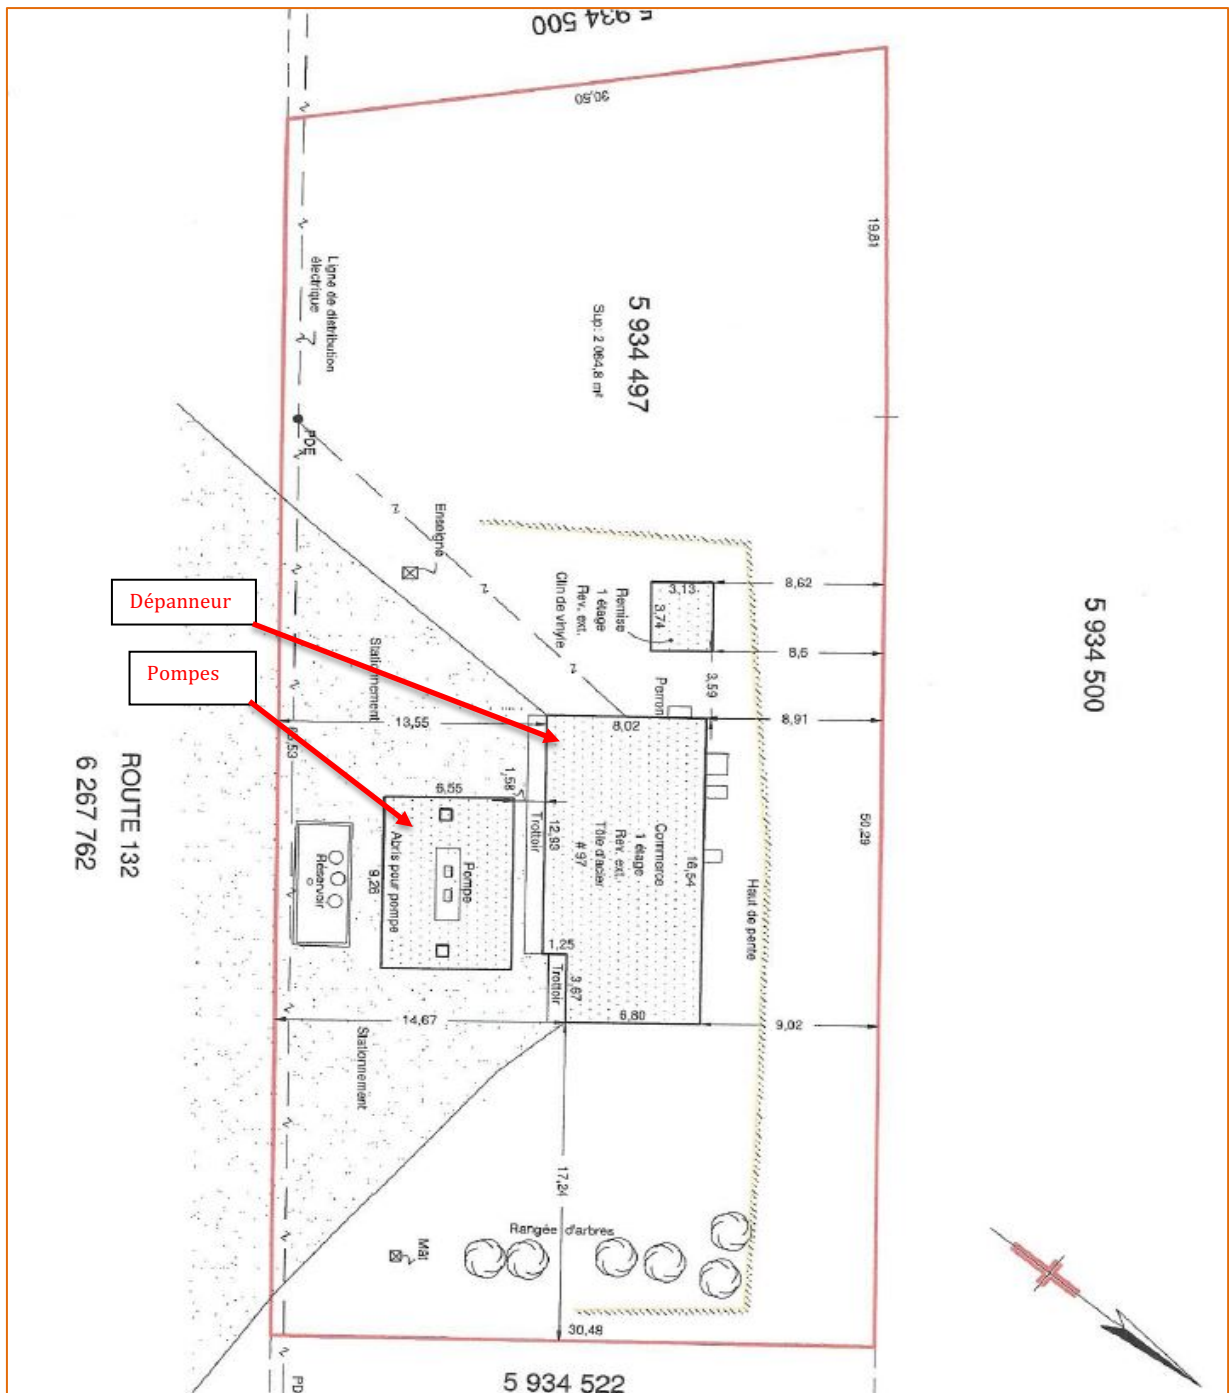 5 934 500
30,50
19,81
Ligne de distribution
électrique
5 934 497
Sup: 2 064,8 m²
PDE
Enseigne
Remise
1 étage
Rev. ext.
Clin de vinyle
3,13
3,74
8,62
8,6
3,59
5 934 500
Dépanneur
Pompes
Stationnement
Perron
13,55
8,02
8,91
ROUTE 132
6 267 762
6,55
1,58
Trottoir
12,93
Commerce
1 étage
Rev. ext.
Tôle d'acier
# 97
16,54
50,29
Haut de pente
Réservoir
9,26
Abris pour pompe
Pompe
1,25
Trottoir
3,67
14,67
6,80
9,02
Stationnement
17,24
Rangée d'arbres
Mât
30,48
5 934 522
PD